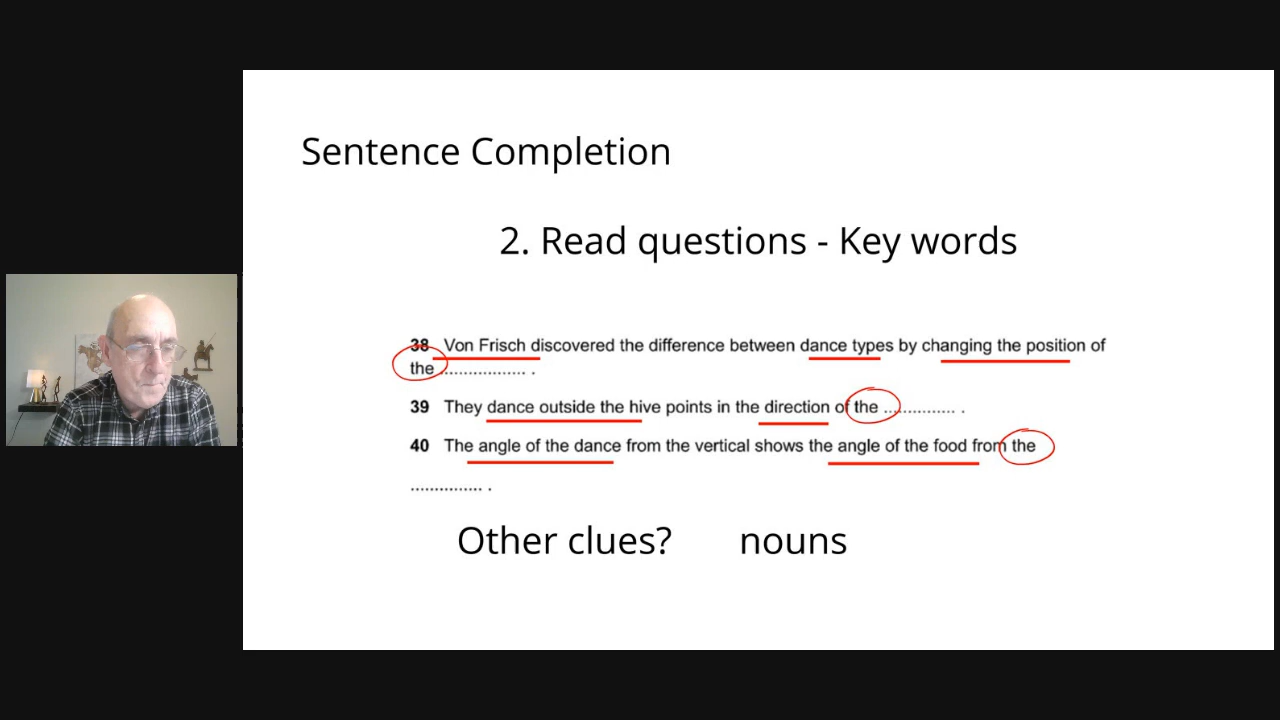 Sentence Completion
2. Read questions - Key words
38 Von Frisch discovered the difference between dance types by changing the position of
the ................. .
39 They dance outside the hive points in the direction of the .............. .
40 The angle of the dance from the vertical shows the angle of the food from the
............... .
Other clues? nouns